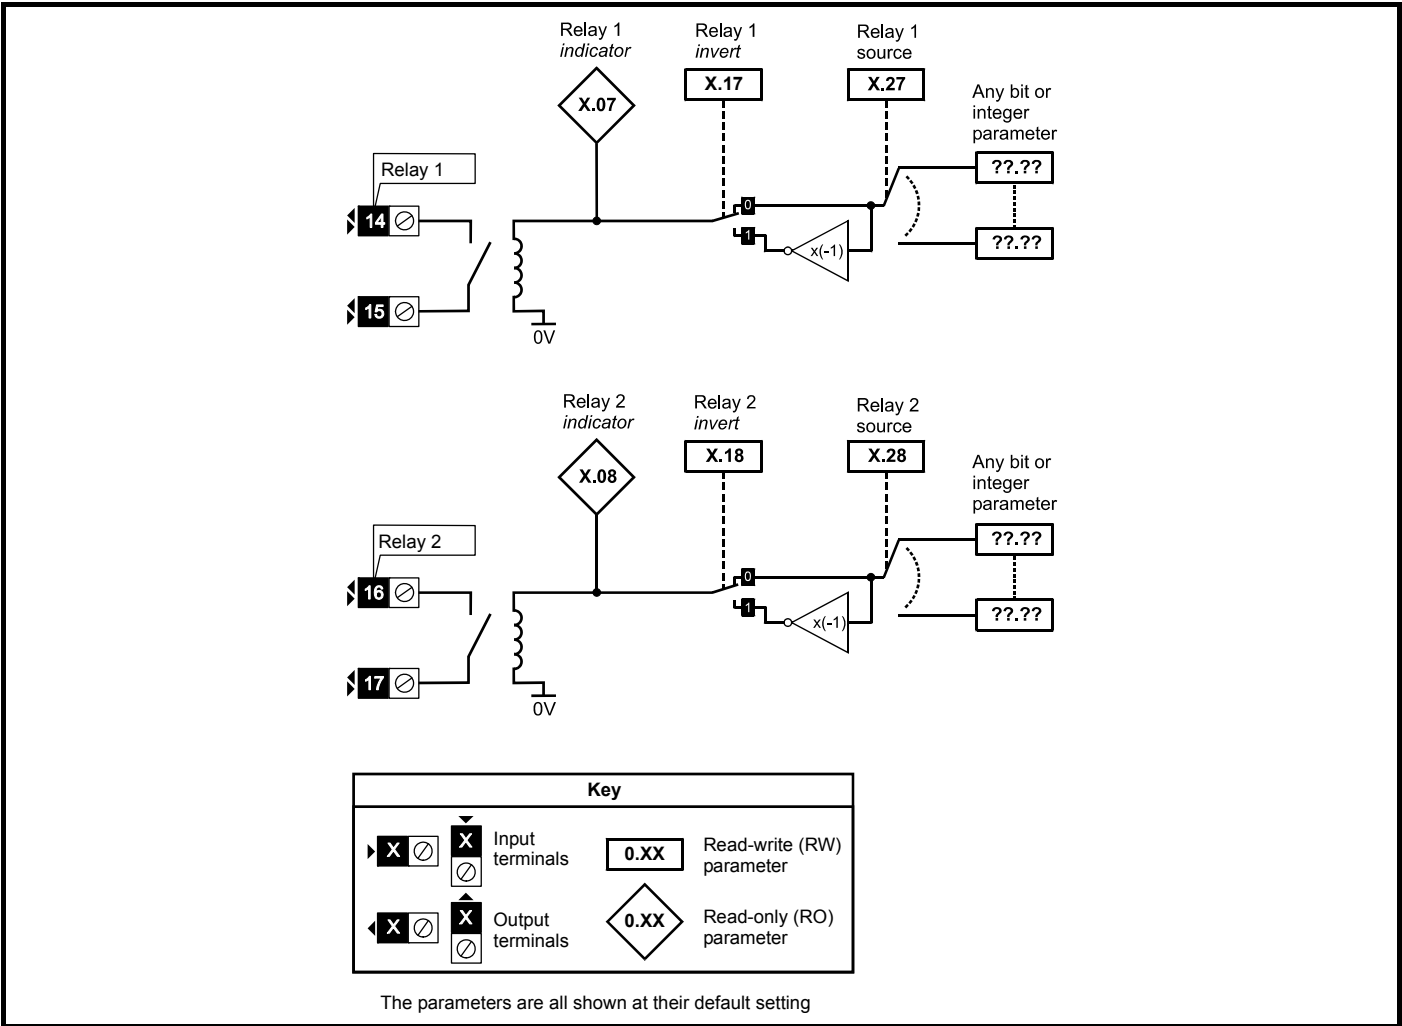 Relay 1
indicator
Relay 1
invert
Relay 1
source
X.07
X.17
X.27
Any bit or
integer
parameter
??.??
Relay 1
14
0
1
x(-1)
??.??
15
0V
Relay 2
indicator
Relay 2
invert
Relay 2
source
X.08
X.18
X.28
Any bit or
integer
parameter
??.??
Relay 2
16
0
1
x(-1)
??.??
17
0V
Key
X
X
Input
terminals
0.XX
Read-write (RW)
parameter
X
X
Output
terminals
0.XX
Read-only (RO)
parameter
The parameters are all shown at their default setting